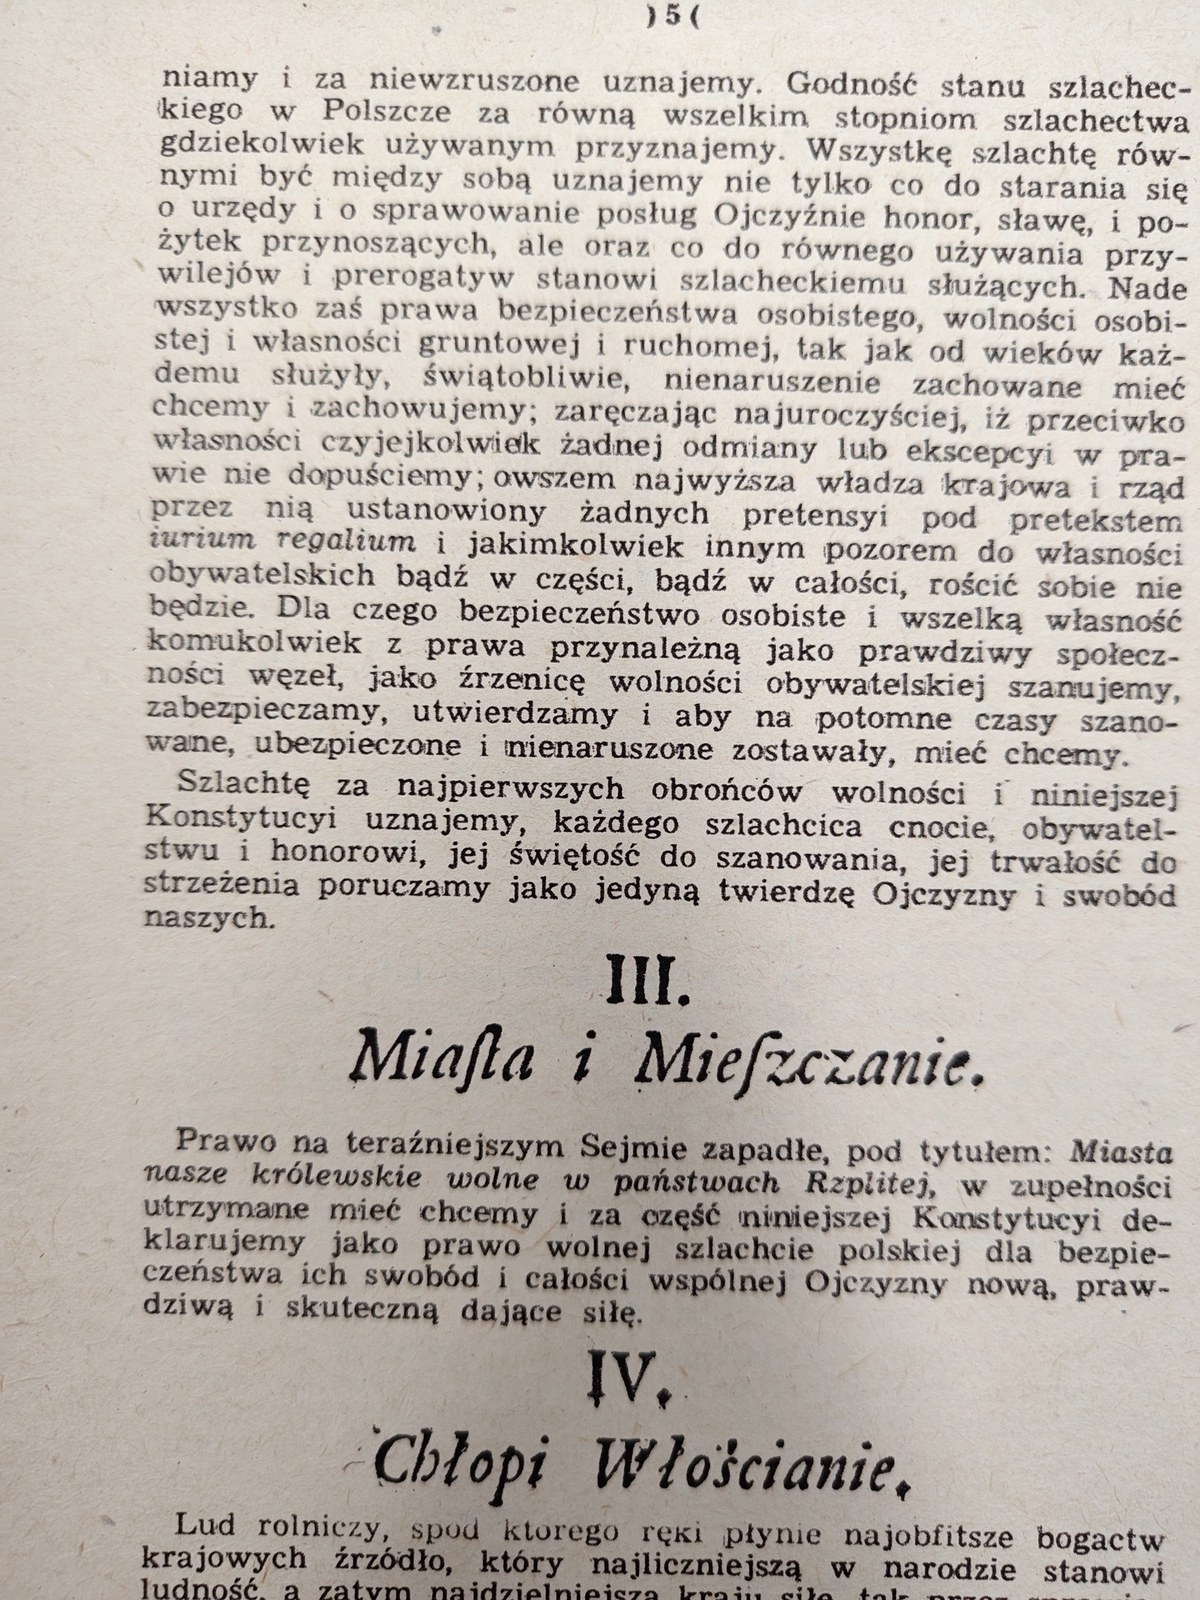 ) 5 (
niamy i za niewzruszone uznajemy. Godność stanu szlachec-
kiego w Polszcze za równą wszelkim stopniom szlachectwa
gdziekolwiek używanym przyznajemy. Wszystkę szlachtę rów-
nymi być między sobą uznajemy nie tylko co do starania się
o urzędy i o sprawowanie posług Ojczyźnie honor, sławę, i po-
żytek przynoszących, ale oraz co do równego używania przy-
wilejów i prerogatyw stanowi szlacheckiemu służących. Nade
wszystko zaś prawa bezpieczeństwa osobistego, wolności osobi-
stej i własności gruntowej i ruchomej, tak jak od wieków każ-
demu służyły, świątobliwie, nienaruszenie zachowane mieć
chcemy i zachowujemy; zaręczając najuroczyściej, iż przeciwko
własności czyjejkolwiek żadnej odmiany lub ekscepcyi w pra-
wie nie dopuściemy; owszem najwyższa władza krajowa i rząd
przez nią ustanowiony żadnych pretensyi pod pretekstem
iurium regalium i jakimkolwiek innym pozorem do własności
obywatelskich bądź w części, bądź w całości, rościć sobie nie
będzie. Dla czego bezpieczeństwo osobiste i wszelką własność
komukolwiek z prawa przynależną jako prawdziwy społecz-
ności węzeł, jako źrzenicę wolności obywatelskiej szanujemy,
zabezpieczamy, utwierdzamy i aby na potomne czasy szano-
wane, ubezpieczone i nienaruszone zostawały, mieć chcemy.
Szlachtę za najpierwszych obrońców wolności i niniejszej
Konstytucyi uznajemy, każdego szlachcica cnocie, obywatel-
stwu i honorowi, jej świętość do szanowania, jej trwałość do
strzeżenia poruczamy jako jedyną twierdzę Ojczyzny i swobód
naszych.
III.
Miaſta i Mieſzczanie.
Prawo na teraźniejszym Sejmie zapadłe, pod tytułem: Miasta
nasze królewskie wolne w państwach Rzplitej, w zupełności
utrzymane mieć chcemy i za część niniejszej Konstytucyi de-
klarujemy jako prawo wolnej szlachcie polskiej dla bezpie-
czeństwa ich swobód i całości wspólnej Ojczyzny nową, praw-
dziwą i skuteczną dające siłę.
IV.
Chłopi Włościanie.
Lud rolniczy, spod którego ręki płynie najobfitsze bogactw
krajowych źrzódło, który najliczniejszą w narodzie stanowi
ludność, a zatym najdzielniejszą kraju siłę, tak przez